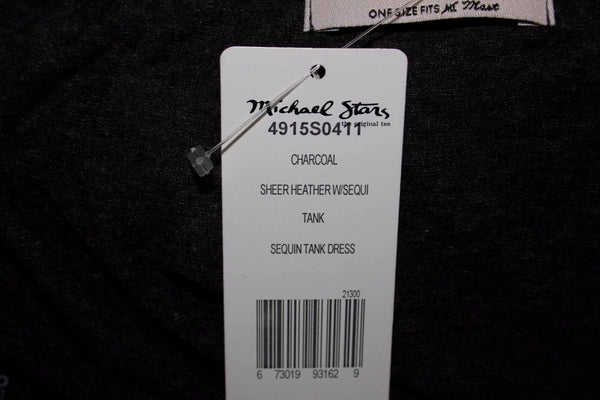 ONE SIZE FITS
Michael Stars
the original tee
4915S0411
CHARCOAL
SHEER HEATHER W/SEQUI
TANK
SEQUIN TANK DRESS
21300
6 73019 93162 9